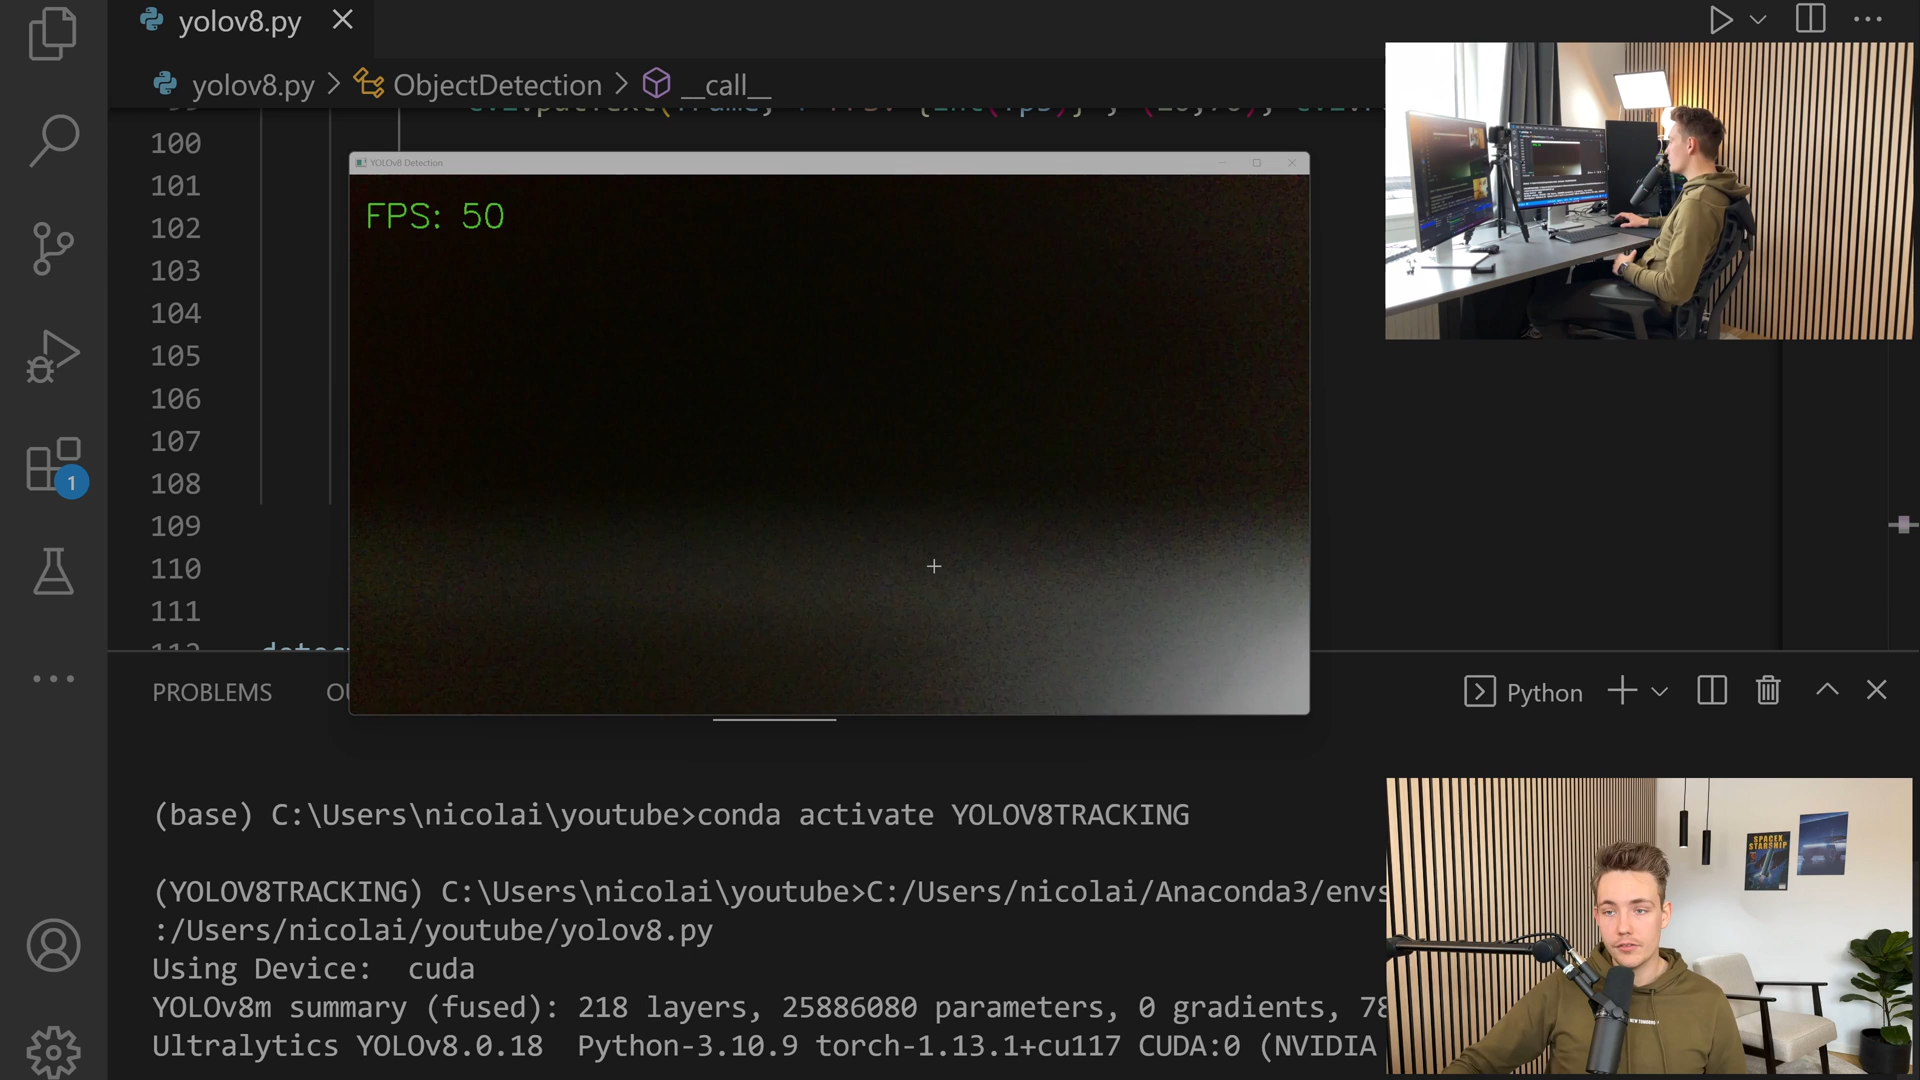 yolov8.py
yolov8.py > ObjectDetection > __call__
100
101
102
103
104
105
106
107
108
109
110
111
YOLOv8 Detection
FPS: 50
1
PROBLEMS
Python
(base) C:\Users\nicolai\youtube>conda activate YOLOV8TRACKING
(YOLOV8TRACKING) C:\Users\nicolai\youtube>C:/Users/nicolai/Anaconda3/envs
:/Users/nicolai/youtube/yolov8.py
Using Device:  cuda
YOLOv8m summary (fused): 218 layers, 25886080 parameters, 0 gradients, 78
Ultralytics YOLOv8.0.18  Python-3.10.9 torch-1.13.1+cu117 CUDA:0 (NVIDIA
SPACEX
STARSHIP